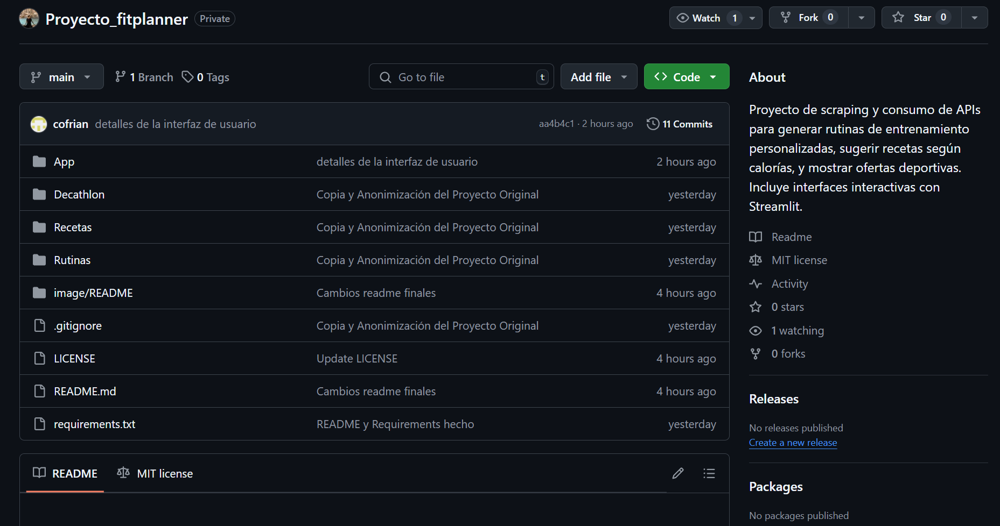 Proyecto_fitplanner Private Watch 1 Fork 0 Star 0
main 1 Branch 0 Tags Go to file t Add file Code
cofrian detalles de la interfaz de usuario aa4b4c1 · 2 hours ago 11 Commits
App detalles de la interfaz de usuario 2 hours ago
Decathlon Copia y Anonimización del Proyecto Original yesterday
Recetas Copia y Anonimización del Proyecto Original yesterday
Rutinas Copia y Anonimización del Proyecto Original yesterday
image/README Cambios readme finales 4 hours ago
.gitignore Copia y Anonimización del Proyecto Original yesterday
LICENSE Update LICENSE 4 hours ago
README.md Cambios readme finales 4 hours ago
requirements.txt README y Requirements hecho yesterday
README MIT license
About
Proyecto de scraping y consumo de APIs
para generar rutinas de entrenamiento
personalizadas, sugerir recetas según
calorías, y mostrar ofertas deportivas.
Incluye interfaces interactivas con
Streamlit.
Readme
MIT license
Activity
0 stars
1 watching
0 forks
Releases
No releases published
Create a new release
Packages
No packages published